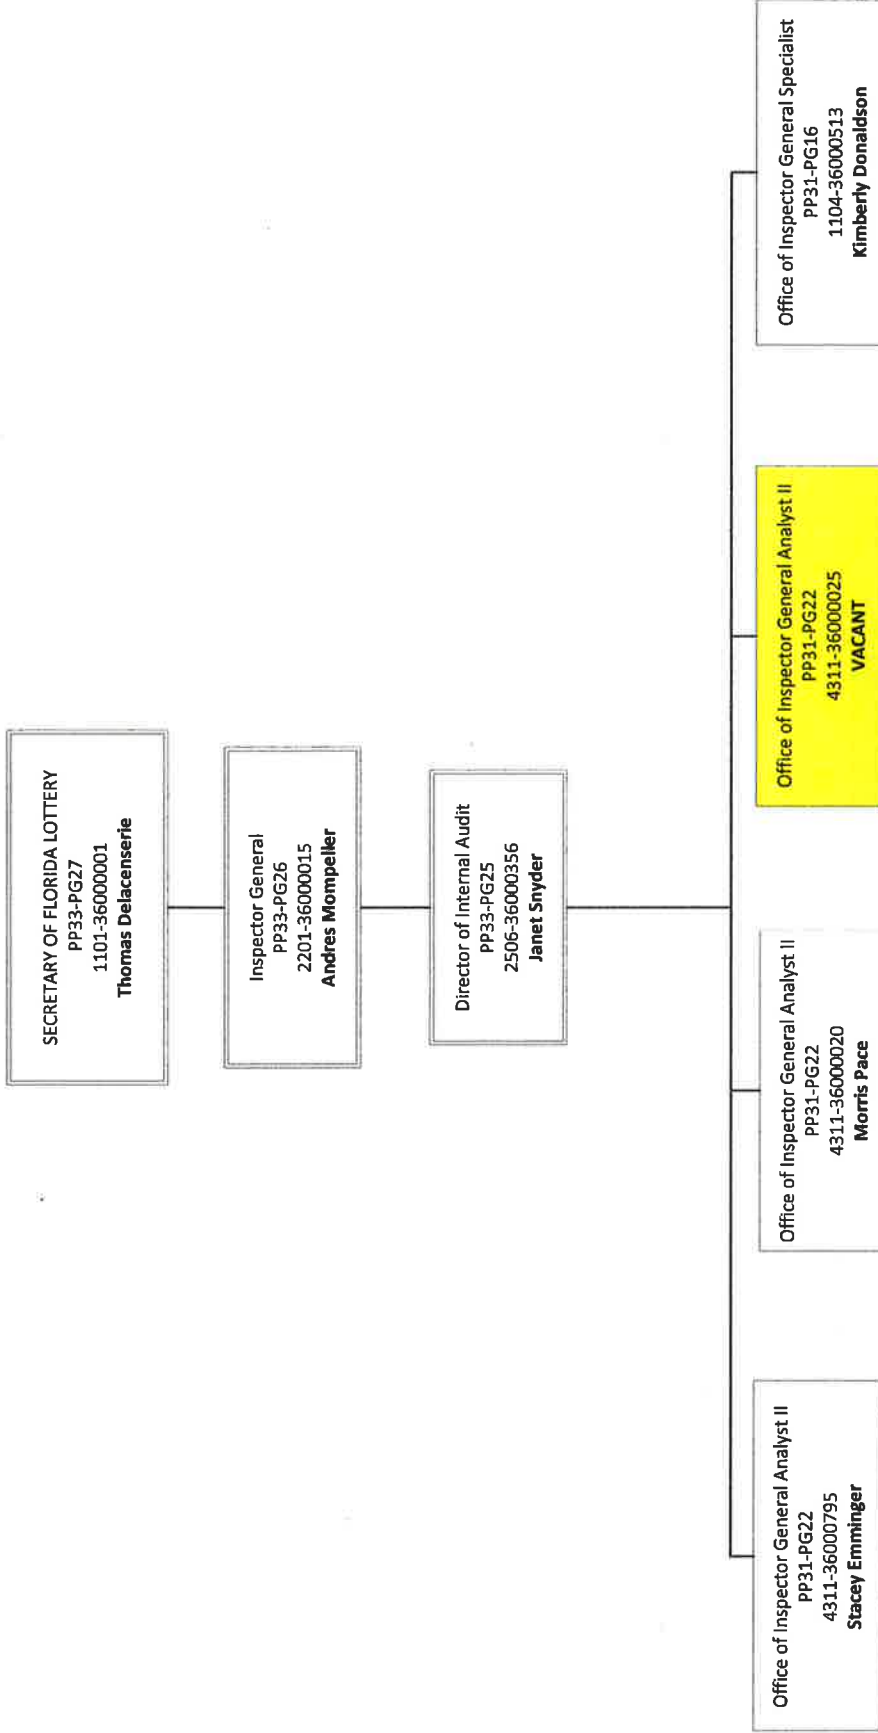 SECRETARY OF FLORIDA LOTTERY
PP33-PG27
1101-36000001
Thomas Delacenserie
Inspector General
PP33-PG26
2201-36000015
Andres Mompeller
Director of Internal Audit
PP33-PG25
2506-36000356
Janet Snyder
Office of Inspector General Analyst II
PP31-PG22
4311-36000795
Stacey Emminger
Office of Inspector General Analyst II
PP31-PG22
4311-36000020
Morris Pace
Office of Inspector General Analyst II
PP31-PG22
4311-36000025
VACANT
Office of Inspector General Specialist
PP31-PG16
1104-36000513
Kimberly Donaldson